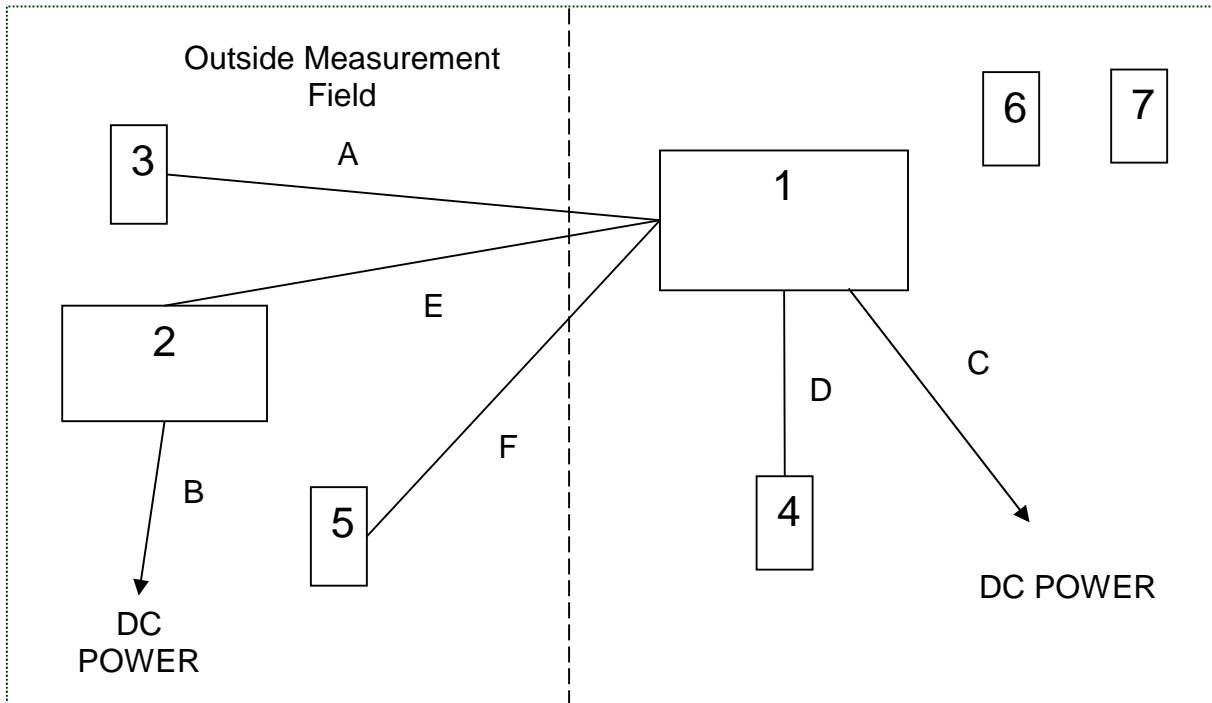 Outside Measurement
Field
A
3
6
7
1
E
2
D
C
F
B
5
4
DC
POWER
DC POWER